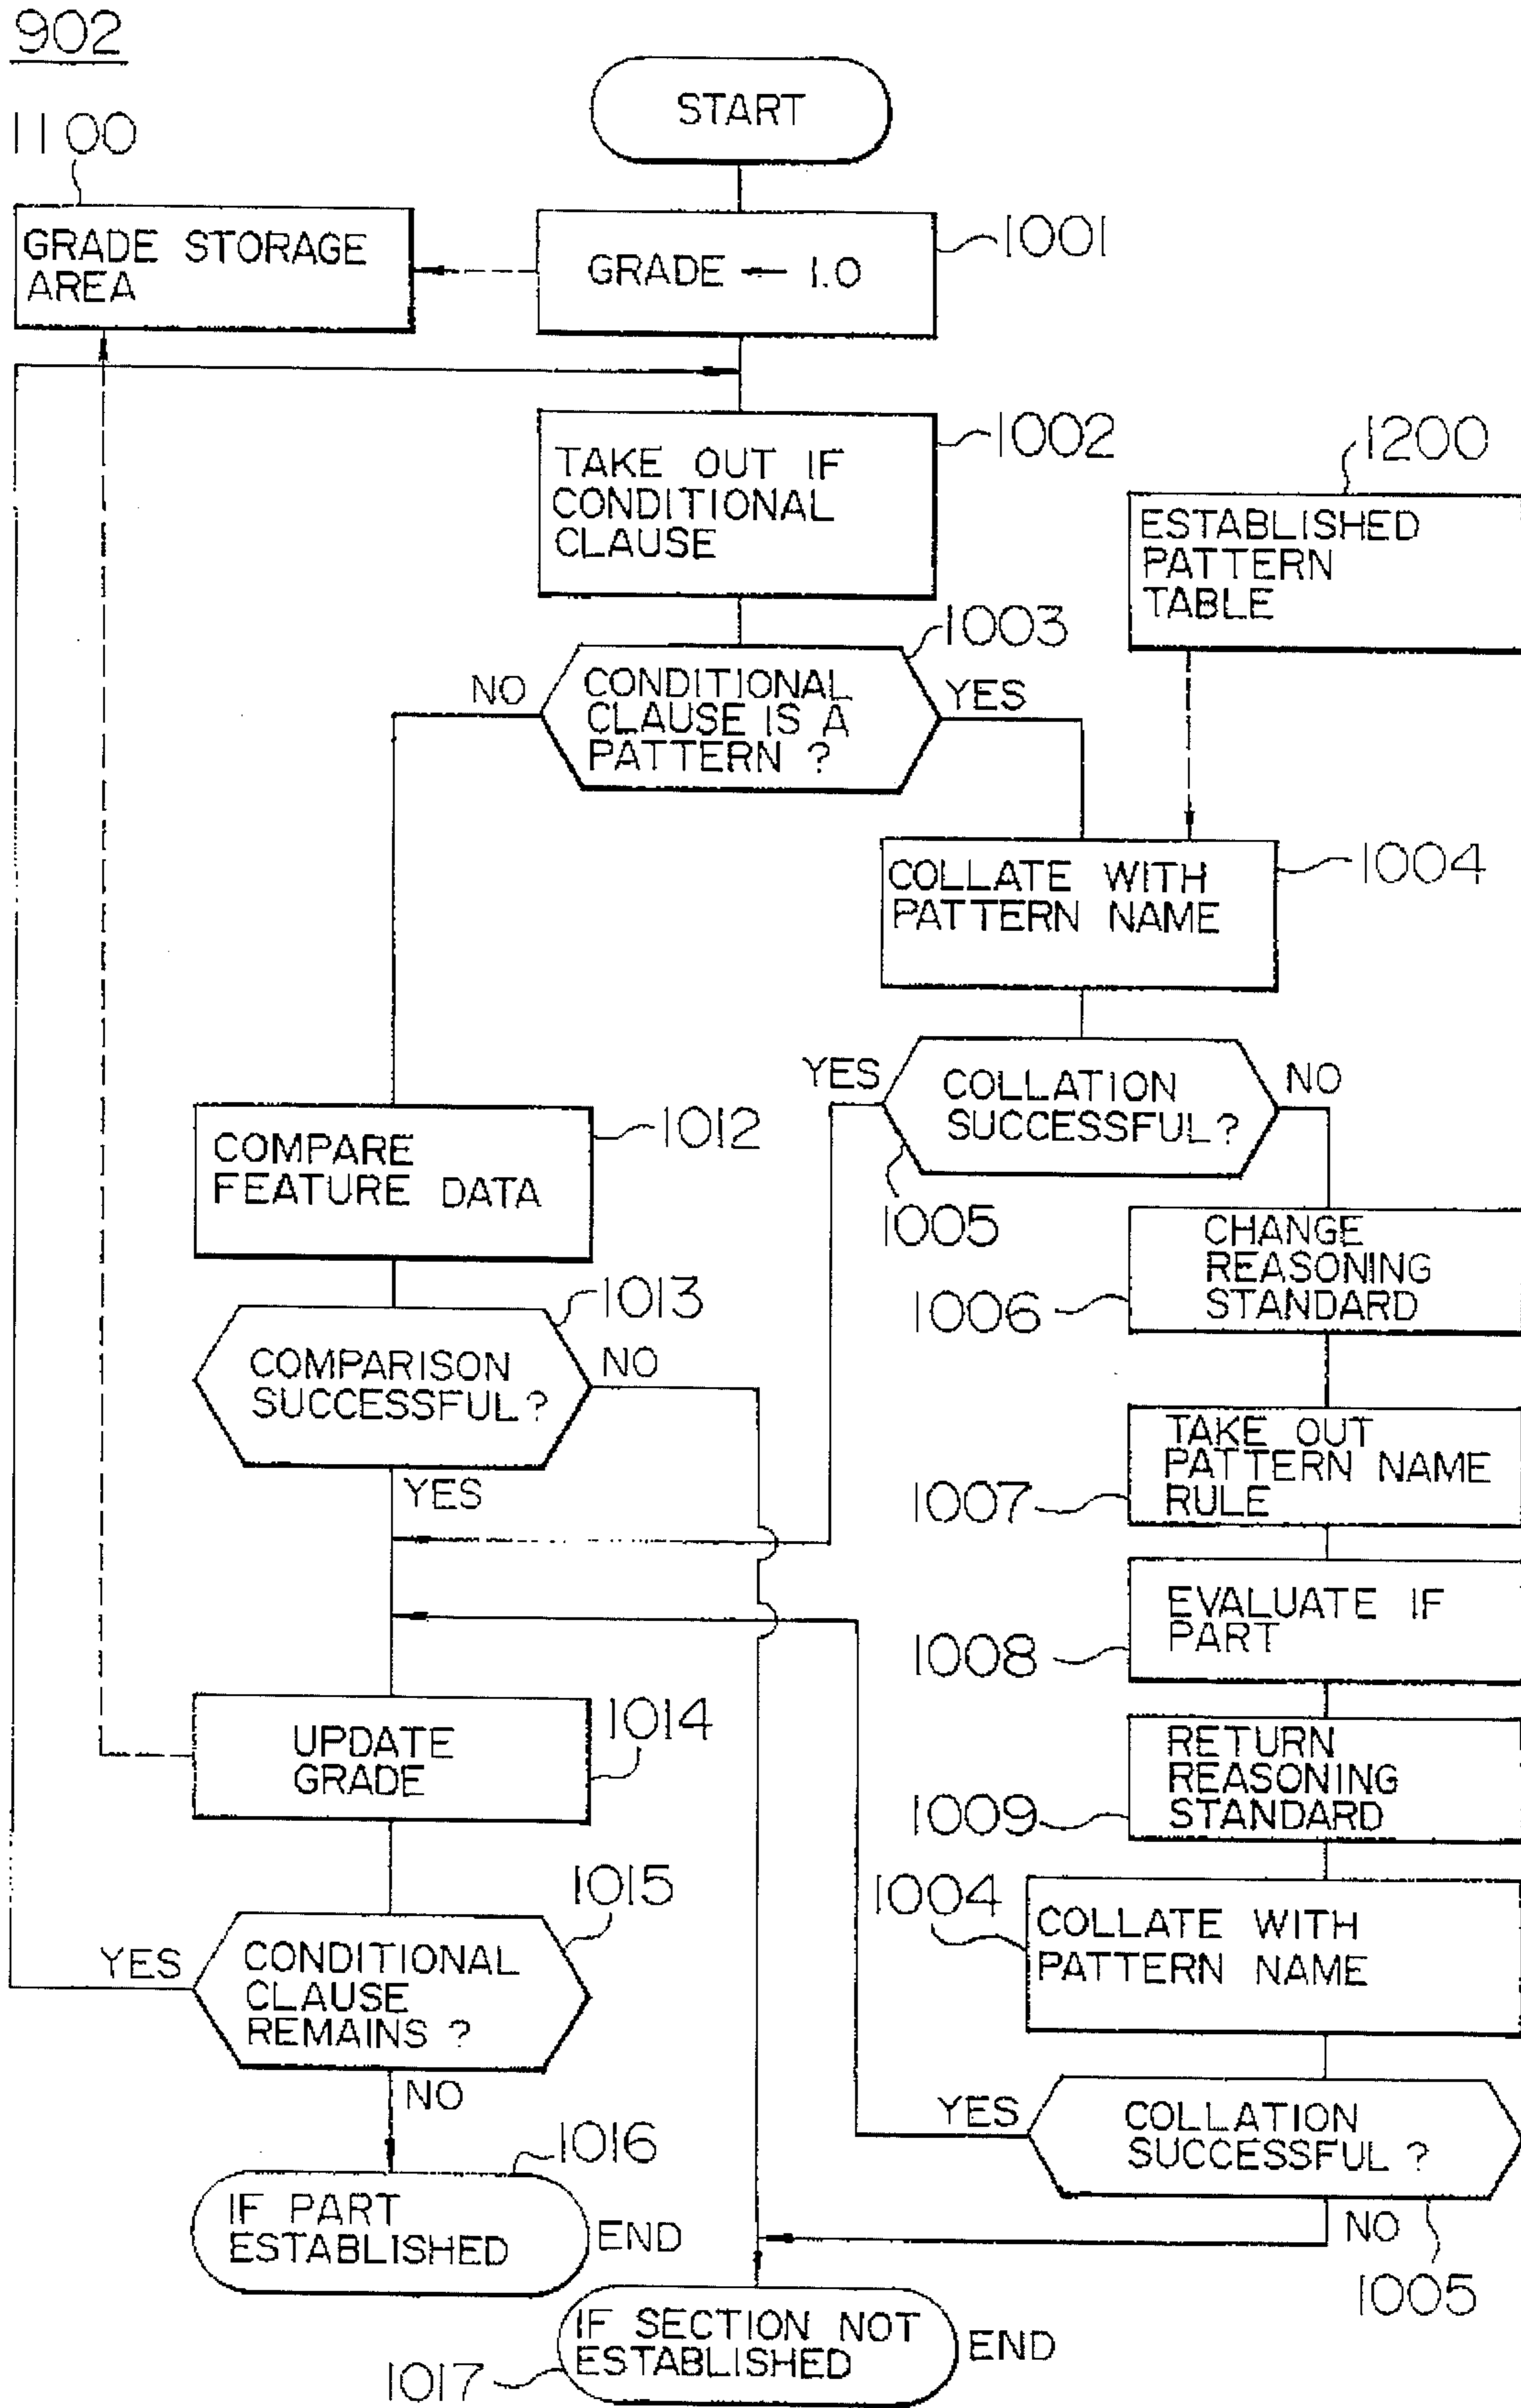 902
START
1100
GRADE STORAGE
AREA
GRADE ← 1.0
1001
TAKE OUT IF
CONDITIONAL
CLAUSE
1002
1200
ESTABLISHED
PATTERN
TABLE
1003
NO
CONDITIONAL
CLAUSE IS A
PATTERN ?
YES
COLLATE WITH
PATTERN NAME
1004
YES
COLLATION
SUCCESSFUL?
NO
1005
COMPARE
FEATURE DATA
1012
CHANGE
REASONING
STANDARD
1006
1013
COMPARISON
SUCCESSFUL?
NO
YES
TAKE OUT
PATTERN NAME
RULE
1007
EVALUATE IF
PART
1008
UPDATE
GRADE
1014
RETURN
REASONING
STANDARD
1009
1015
YES
CONDITIONAL
CLAUSE
REMAINS ?
NO
1004
COLLATE WITH
PATTERN NAME
YES
COLLATION
SUCCESSFUL ?
NO
1005
1016
IF PART
ESTABLISHED
END
IF SECTION NOT
ESTABLISHED
END
1017